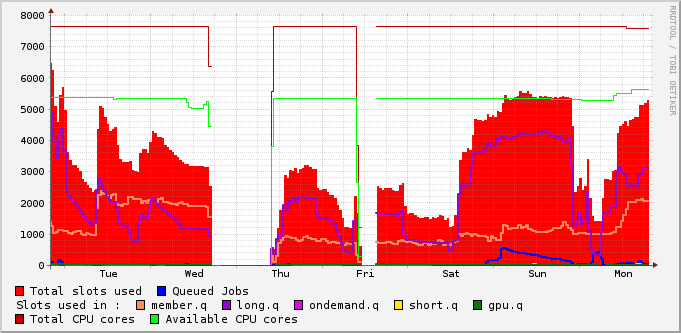 RRDTOOL / TOBI OETIKER
8000
7000
6000
5000
4000
3000
2000
1000
0
Tue Wed Thu Fri Sat Sun Mon
Total slots used Queued Jobs
Slots used in : member.q long.q ondemand.q short.q gpu.q
Total CPU cores Available CPU cores